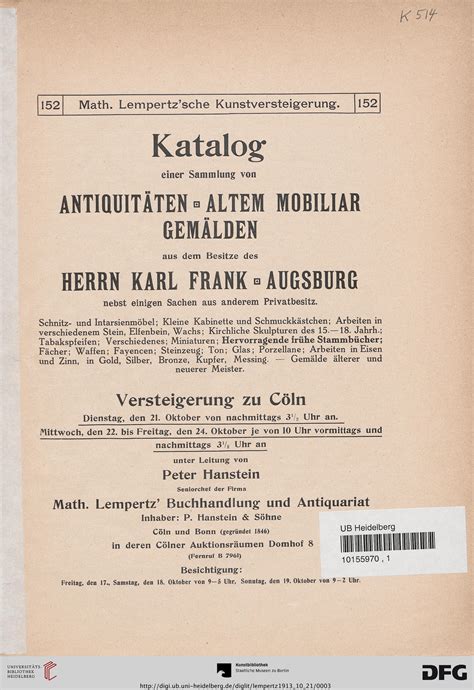 K 514
152 Math. Lempertz'sche Kunstversteigerung. 152
Katalog
einer Sammlung von
ANTIQUITÄTEN ALTEM MOBILIAR
GEMÄLDEN
aus dem Besitze des
HERRN KARL FRANK AUGSBURG
nebst einigen Sachen aus anderem Privatbesitz.
Schnitz- und Intarsienmöbel; Kleine Kabinette und Schmuckkästchen; Arbeiten in
verschiedenem Stein, Elfenbein, Wachs; Kirchliche Skulpturen des 15.—18. Jahrh.;
Tabakspfeifen; Verschiedenes; Miniaturen; Hervorragende frühe Stammbücher;
Fächer; Waffen; Fayencen; Steinzeug; Ton; Glas; Porzellane; Arbeiten in Eisen
und Zinn, in Gold, Silber, Bronze, Kupfer, Messing. — Gemälde älterer und
neuerer Meister.
Versteigerung zu Cöln
Dienstag, den 21. Oktober von nachmittags 3½ Uhr an.
Mittwoch, den 22. bis Freitag, den 24. Oktober je von 10 Uhr vormittags und
nachmittags 3½ Uhr an
unter Leitung von
Peter Hanstein
Seniorchef der Firma
Math. Lempertz' Buchhandlung und Antiquariat
Inhaber: P. Hanstein & Söhne
Cöln und Bonn (gegründet 1846)
in deren Cölner Auktionsräumen Domhof 8
(Fernruf B 7961)
Besichtigung:
Freitag, den 17., Samstag, den 18. Oktober von 9—5 Uhr. Sonntag, den 19. Oktober von 9—2 Uhr.
UB Heidelberg
10155970 , 1
UNIVERSITÄTS-
BIBLIOTHEK
HEIDELBERG
http://digi.ub.uni-heidelberg.de/diglit/lempertz1913_10_21/0003
Kunstbibliothek
Staatliche Museen zu Berlin
DFG